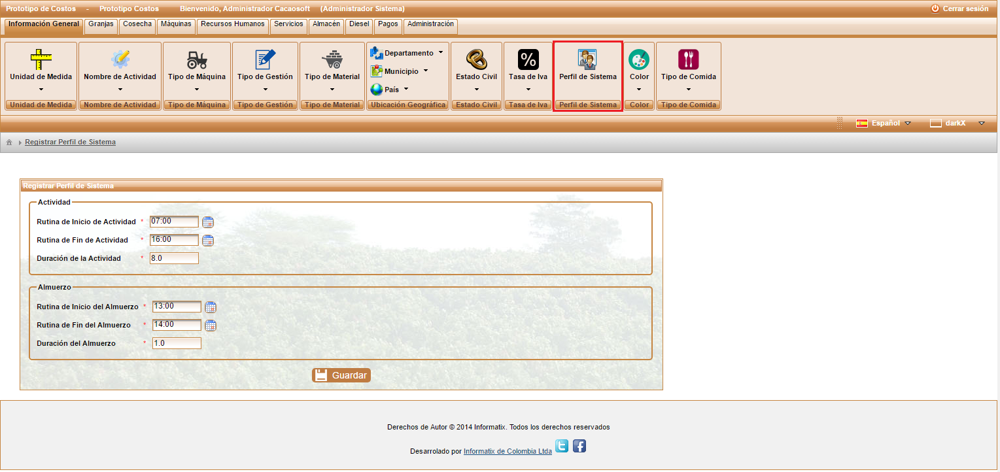 Prototipo de Costos - Prototipo Costos Bienvenido, Administrador Cacaosoft (Administrador Sistema) Cerrar sesión
Información General Granjas Cosecha Máquinas Recursos Humanos Servicios Almacén Diesel Pagos Administración
Departamento
Municipio
País
Unidad de Medida Nombre de Actividad Tipo de Máquina Tipo de Gestión Tipo de Material Estado Civil Tasa de Iva Perfil de Sistema Color Tipo de Comida
Unidad de Medida Nombre de Actividad Tipo de Máquina Tipo de Gestión Tipo de Material Ubicación Geográfica Estado Civil Tasa de Iva Perfil de Sistema Color Tipo de Comida
Español darkX
Registrar Perfil de Sistema
Registrar Perfil de Sistema
Actividad
Rutina de Inicio de Actividad * 07:00
Rutina de Fin de Actividad * 16:00
Duración de la Actividad * 8.0
Almuerzo
Rutina de Inicio del Almuerzo * 13:00
Rutina de Fin del Almuerzo * 14:00
Duración del Almuerzo * 1.0
Guardar
Derechos de Autor © 2014 Informatix. Todos los derechos reservados
Desarrolado por Informatix de Colombia Ltda